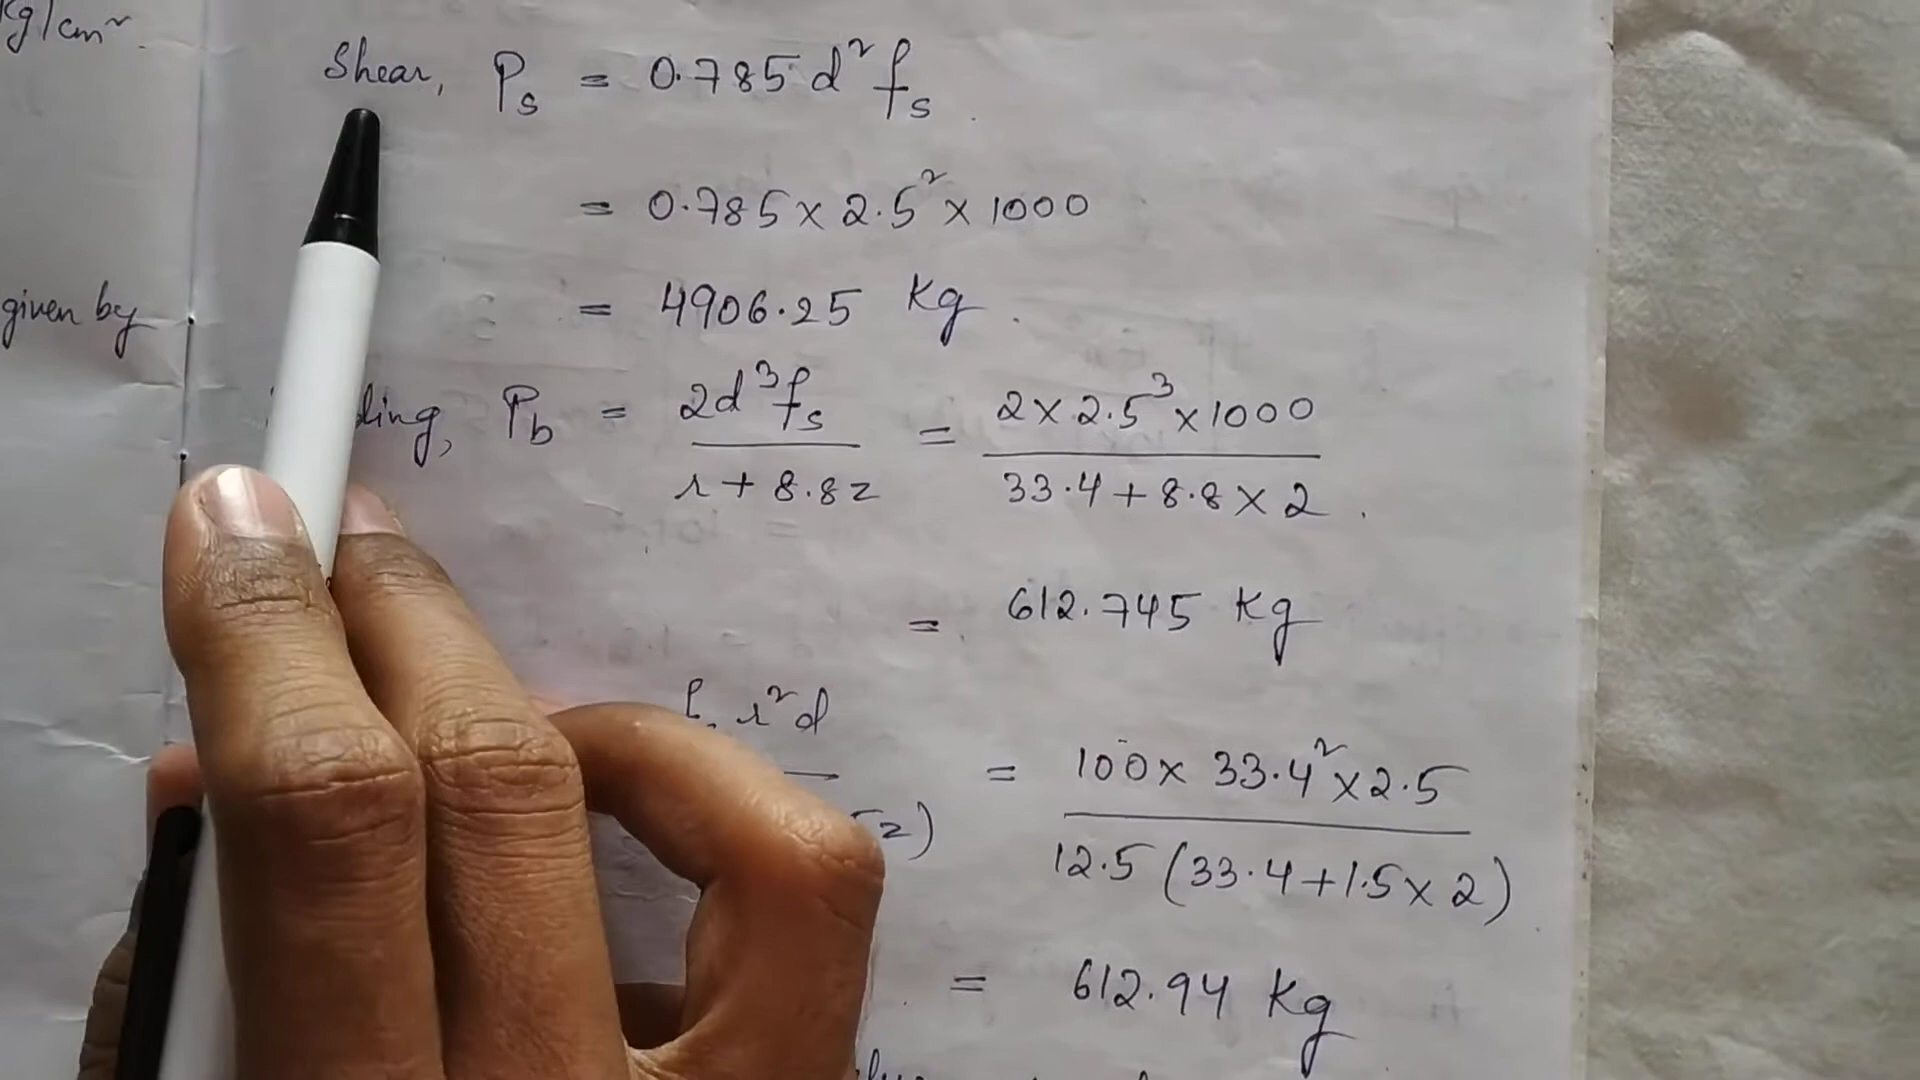 Kg/cm².
Shear, Ps = 0.785 d² fs
= 0.785 x 2.5² x 1000
= 4906.25 Kg.
given by
Pb = 2d³fs / r + 8.8z = 2 x 2.5³ x 1000 / 33.4 + 8.8 x 2.
= 612.745 Kg
r²d / z) = 100 x 33.4² x 2.5 / 12.5 (33.4 + 1.5 x 2)
= 612.94 Kg